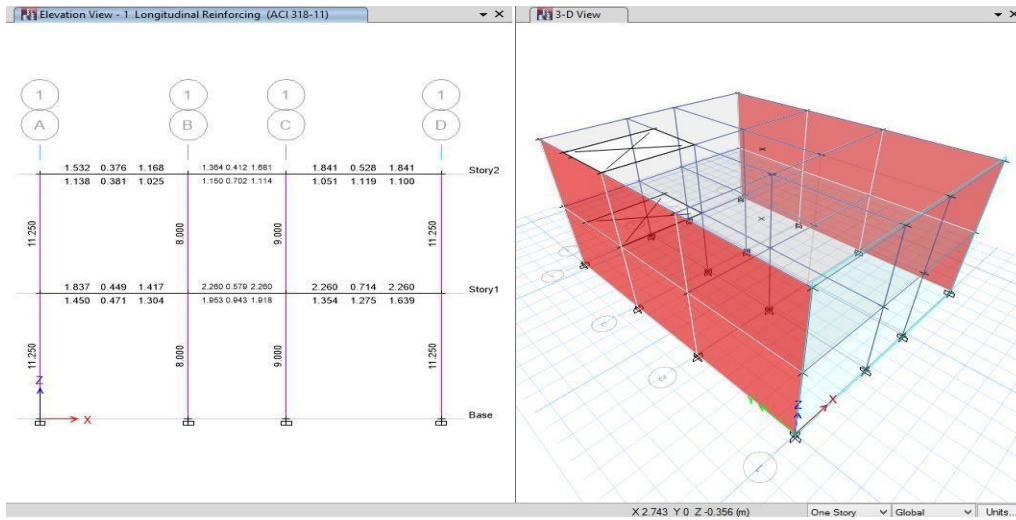 Elevation View - 1 Longitudinal Reinforcing (ACI 318-11)
1 1 1 1
A B C D
1.532 0.376 1.168 1.364 0.412 1.681 1.841 0.528 1.841 Story2
1.138 0.381 1.025 1.150 0.702 1.114 1.051 1.119 1.100
11.250 8.000 9.000 11.250
1.837 0.449 1.417 2.260 0.579 2.260 2.260 0.714 2.260 Story1
1.450 0.471 1.304 1.953 0.943 1.918 1.354 1.275 1.639
11.250 8.000 9.000 11.250
Z
X
Base
3-D View
Z
X
X 2.743 Y 0 Z -0.356 (m)
One Story
Global
Units...